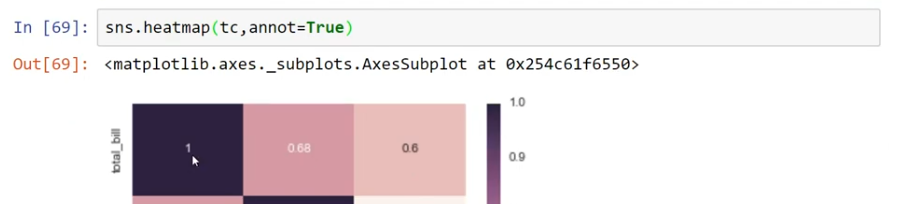 In [69]: sns.heatmap(tc,annot=True)
Out[69]: <matplotlib.axes._subplots.AxesSubplot at 0x254c61f6550>
1.0
total_bill
1
0.68
0.6
0.9